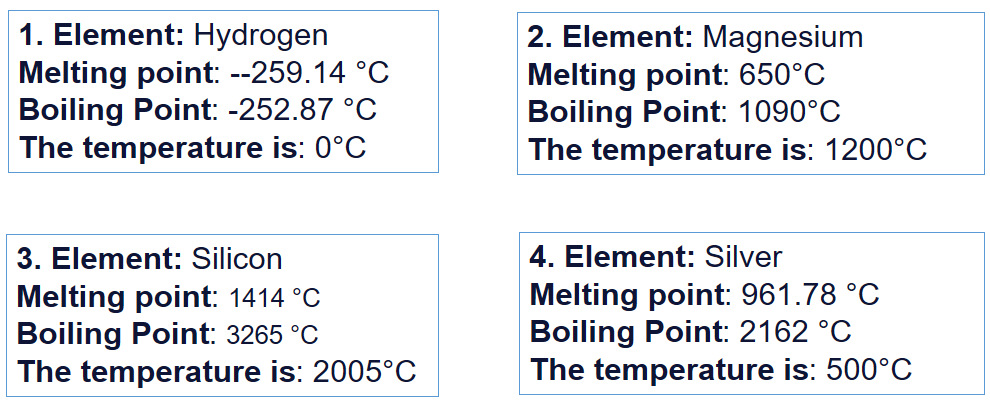 1. Element: Hydrogen
Melting point: --259.14 °C
Boiling Point: -252.87 °C
The temperature is: 0°C
2. Element: Magnesium
Melting point: 650°C
Boiling Point: 1090°C
The temperature is: 1200°C
3. Element: Silicon
Melting point: 1414 °C
Boiling Point: 3265 °C
The temperature is: 2005°C
4. Element: Silver
Melting point: 961.78 °C
Boiling Point: 2162 °C
The temperature is: 500°C